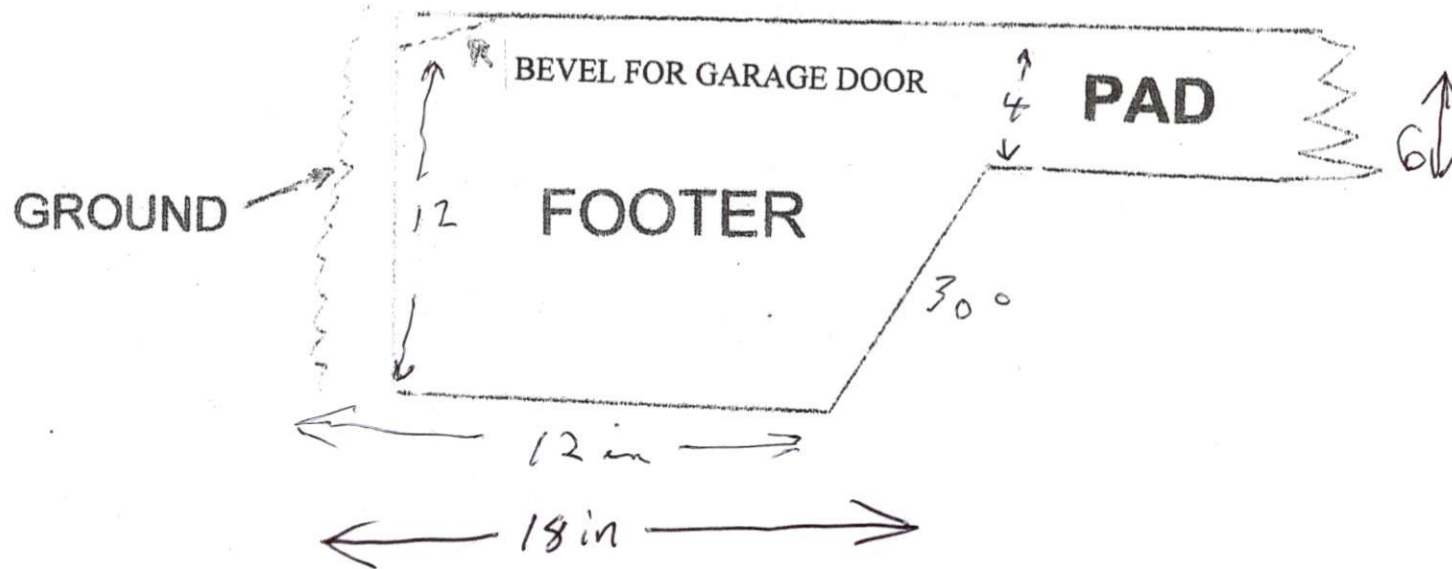 BEVEL FOR GARAGE DOOR
4
PAD
6
GROUND
12
FOOTER
30°
12 in
18 in